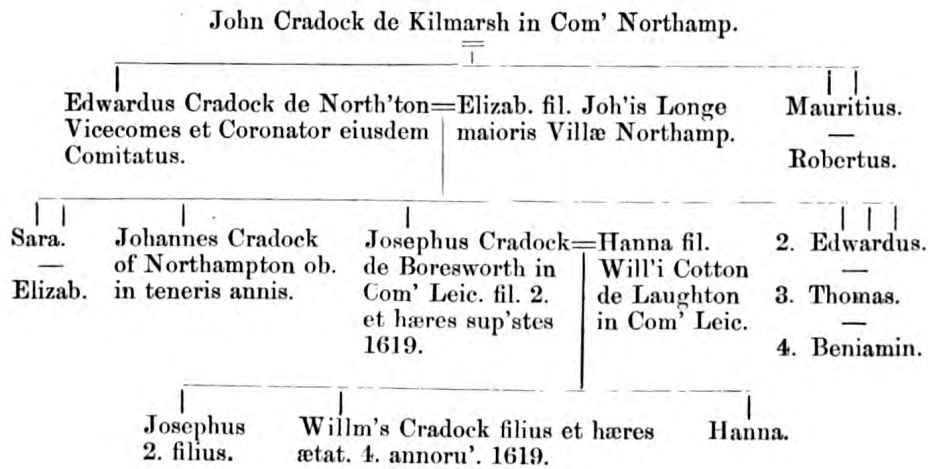 John Cradock de Kilmarsh in Com' Northamp.
Edwardus Cradock de North'ton=Elizab. fil. Joh'is Longe
Vicecomes et Coronator eiusdem maioris Villæ Northamp.
Comitatus.
Mauritius.
—
Robertus.
Sara.
—
Elizab.
Johannes Cradock
of Northampton ob.
in teneris annis.
Josephus Cradock=Hanna fil.
de Boresworth in Will'i Cotton
Com' Leic. fil. 2. de Laughton
et hæres sup'stes in Com' Leic.
1619.
2. Edwardus.
—
3. Thomas.
—
4. Beniamin.
Josephus
2. filius.
Willm's Cradock filius et hæres
ætat. 4. annoru'. 1619.
Hanna.